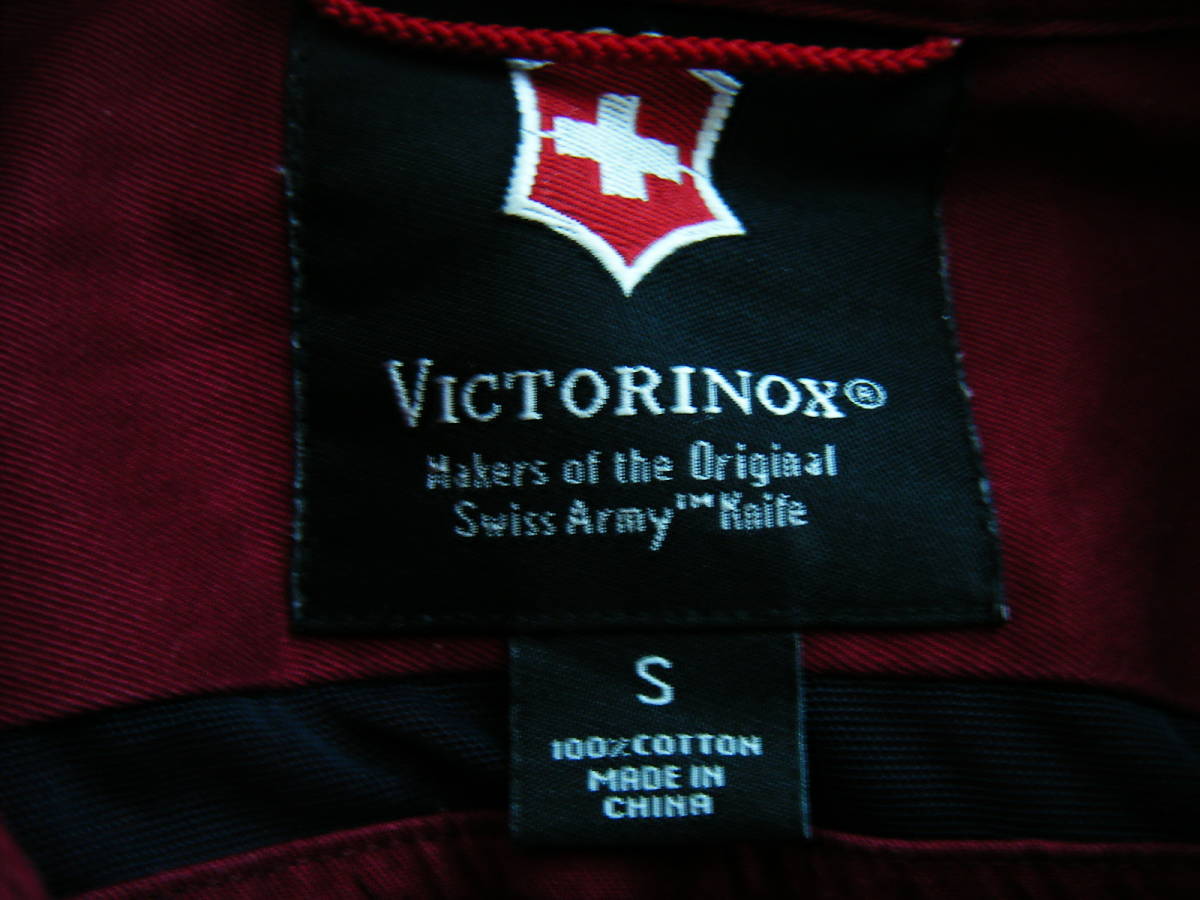 VICTORINOX®
Makers of the Original
Swiss Army™ Knife
S
100% COTTON
MADE IN
CHINA